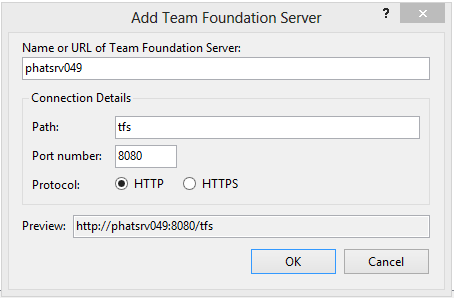 Add Team Foundation Server
?
Name or URL of Team Foundation Server:
phatsrv049
Connection Details
Path: tfs
Port number: 8080
Protocol: HTTP HTTPS
Preview: http://phatsrv049:8080/tfs
OK Cancel